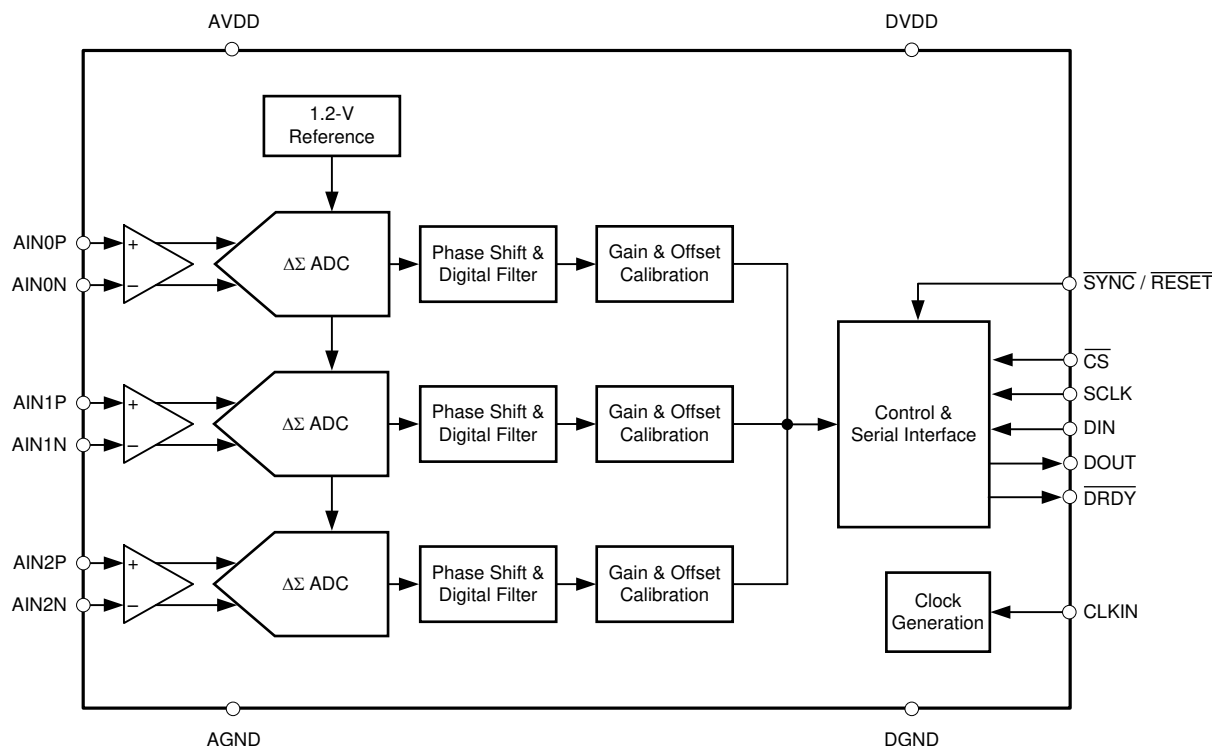 AVDD
DVDD
1.2-V
Reference
AIN0P
+
AIN0N
−
ΔΣ ADC
Phase Shift &
Digital Filter
Gain & Offset
Calibration
SYNC / RESET
CS
SCLK
DIN
DOUT
DRDY
Control &
Serial Interface
AIN1P
+
AIN1N
−
ΔΣ ADC
Phase Shift &
Digital Filter
Gain & Offset
Calibration
AIN2P
+
AIN2N
−
ΔΣ ADC
Phase Shift &
Digital Filter
Gain & Offset
Calibration
Clock
Generation
CLKIN
AGND
DGND